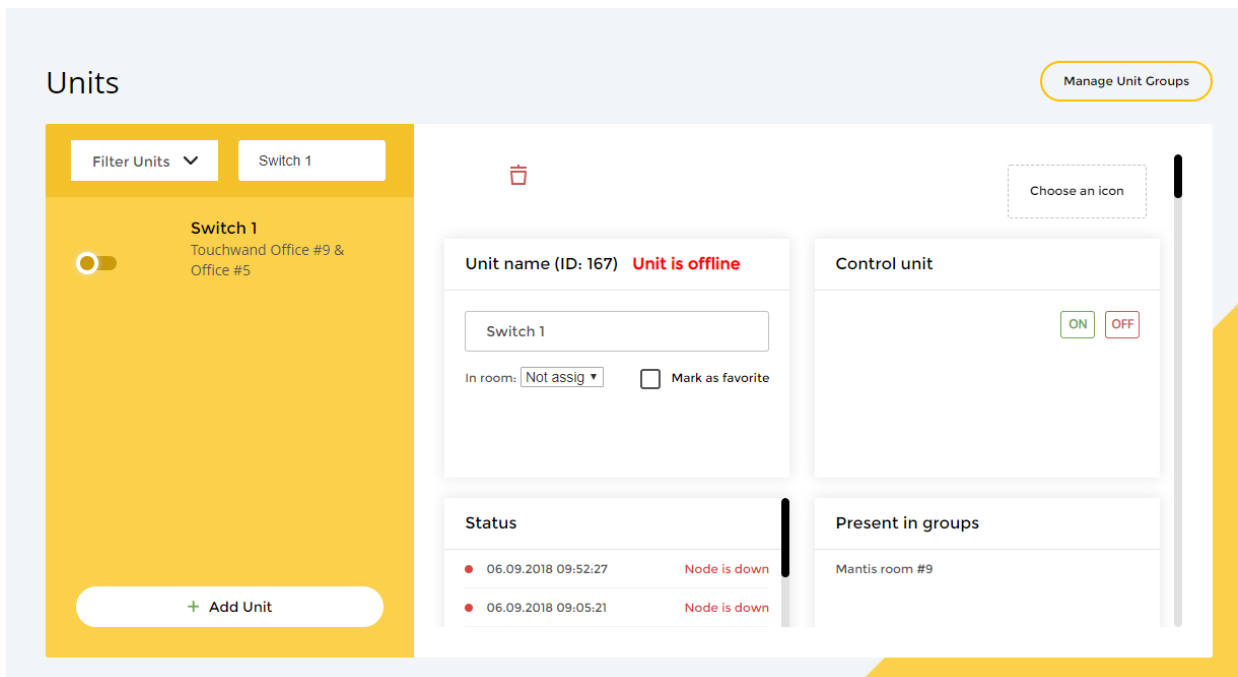 Units
Manage Unit Groups
Filter Units
Switch 1
Switch 1
Touchwand Office #9 &
Office #5
+ Add Unit
Choose an icon
Unit name (ID: 167) Unit is offline
Switch 1
In room: Not assig
Mark as favorite
Control unit
ON OFF
Status
06.09.2018 09:52:27 Node is down
06.09.2018 09:05:21 Node is down
Present in groups
Mantis room #9